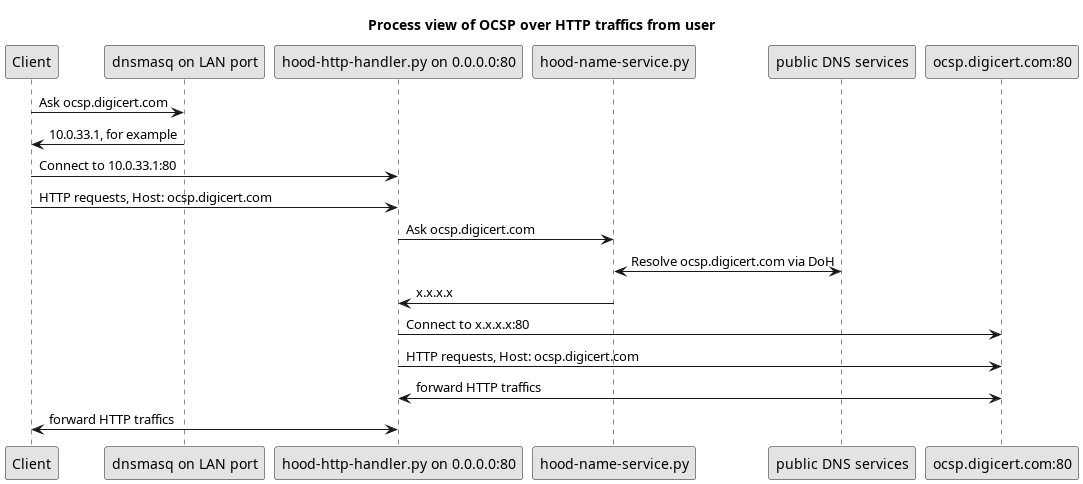 Process view of OCSP over HTTP traffics from user
Client
dnsmasq on LAN port
hood-http-handler.py on 0.0.0.0:80
hood-name-service.py
public DNS services
ocsp.digicert.com:80
Ask ocsp.digicert.com
10.0.33.1, for example
Connect to 10.0.33.1:80
HTTP requests, Host: ocsp.digicert.com
Ask ocsp.digicert.com
Resolve ocsp.digicert.com via DoH
x.x.x.x
Connect to x.x.x.x:80
HTTP requests, Host: ocsp.digicert.com
forward HTTP traffics
forward HTTP traffics
Client
dnsmasq on LAN port
hood-http-handler.py on 0.0.0.0:80
hood-name-service.py
public DNS services
ocsp.digicert.com:80